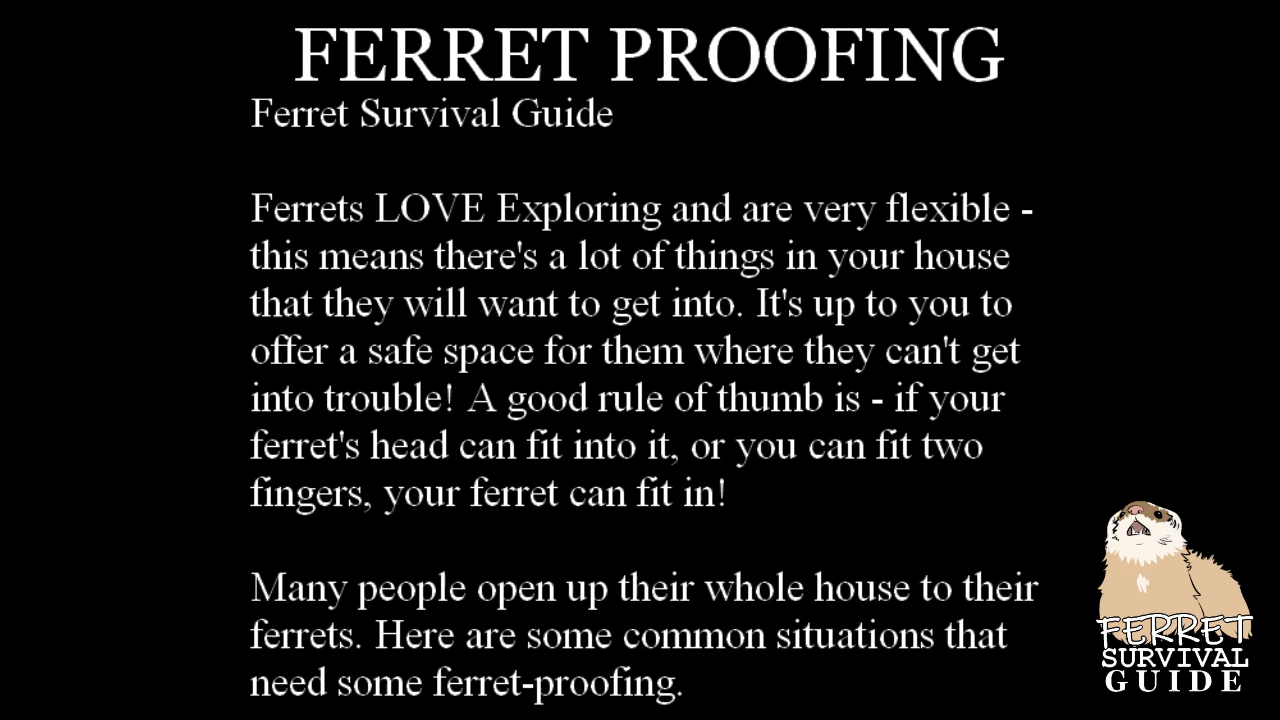 FERRET PROOFING
Ferret Survival Guide
Ferrets LOVE Exploring and are very flexible -
this means there's a lot of things in your house
that they will want to get into. It's up to you to
offer a safe space for them where they can't get
into trouble! A good rule of thumb is - if your
ferret's head can fit into it, or you can fit two
fingers, your ferret can fit in!
Many people open up their whole house to their
ferrets. Here are some common situations that
need some ferret-proofing.
FERRET
SURVIVAL
GUIDE